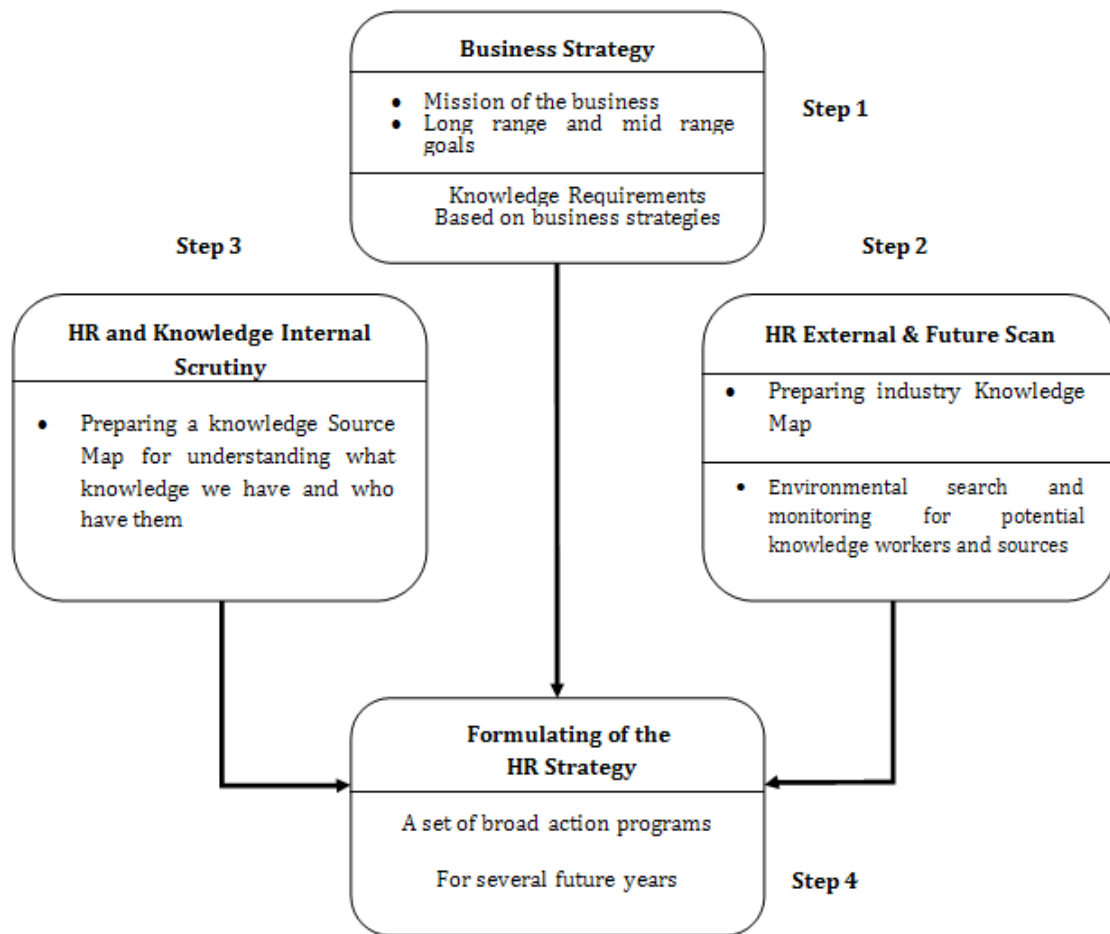 Business Strategy
• Mission of the business
• Long range and mid range
goals
Knowledge Requirements
Based on business strategies
Step 1
Step 3
HR and Knowledge Internal
Scrutiny
• Preparing a knowledge Source
Map for understanding what
knowledge we have and who
have them
Step 2
HR External & Future Scan
• Preparing industry Knowledge
Map
• Environmental search and
monitoring for potential
knowledge workers and sources
Formulating of the
HR Strategy
A set of broad action programs
For several future years
Step 4